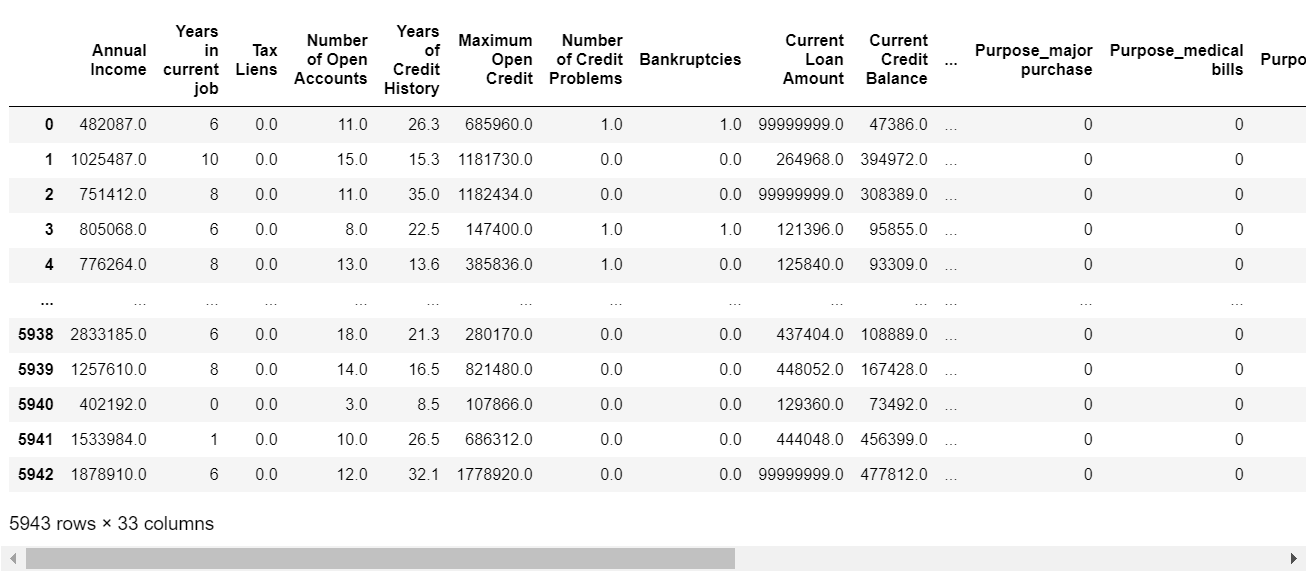 Annual Income Years in current job Tax Liens Number of Open Accounts Years of Credit History Maximum Open Credit Number of Credit Problems Bankruptcies Current Loan Amount Current Credit Balance ... Purpose_major purchase Purpose_medical bills Purpo
0 482087.0 6 0.0 11.0 26.3 685960.0 1.0 1.0 99999999.0 47386.0 ... 0 0
1 1025487.0 10 0.0 15.0 15.3 1181730.0 0.0 0.0 264968.0 394972.0 ... 0 0
2 751412.0 8 0.0 11.0 35.0 1182434.0 0.0 0.0 99999999.0 308389.0 ... 0 0
3 805068.0 6 0.0 8.0 22.5 147400.0 1.0 1.0 121396.0 95855.0 ... 0 0
4 776264.0 8 0.0 13.0 13.6 385836.0 1.0 0.0 125840.0 93309.0 ... 0 0
... ... ... ... ... ... ... ... ... ... ... ... ... ...
5938 2833185.0 6 0.0 18.0 21.3 280170.0 0.0 0.0 437404.0 108889.0 ... 0 0
5939 1257610.0 8 0.0 14.0 16.5 821480.0 0.0 0.0 448052.0 167428.0 ... 0 0
5940 402192.0 0 0.0 3.0 8.5 107866.0 0.0 0.0 129360.0 73492.0 ... 0 0
5941 1533984.0 1 0.0 10.0 26.5 686312.0 0.0 0.0 444048.0 456399.0 ... 0 0
5942 1878910.0 6 0.0 12.0 32.1 1778920.0 0.0 0.0 99999999.0 477812.0 ... 0 0
5943 rows × 33 columns